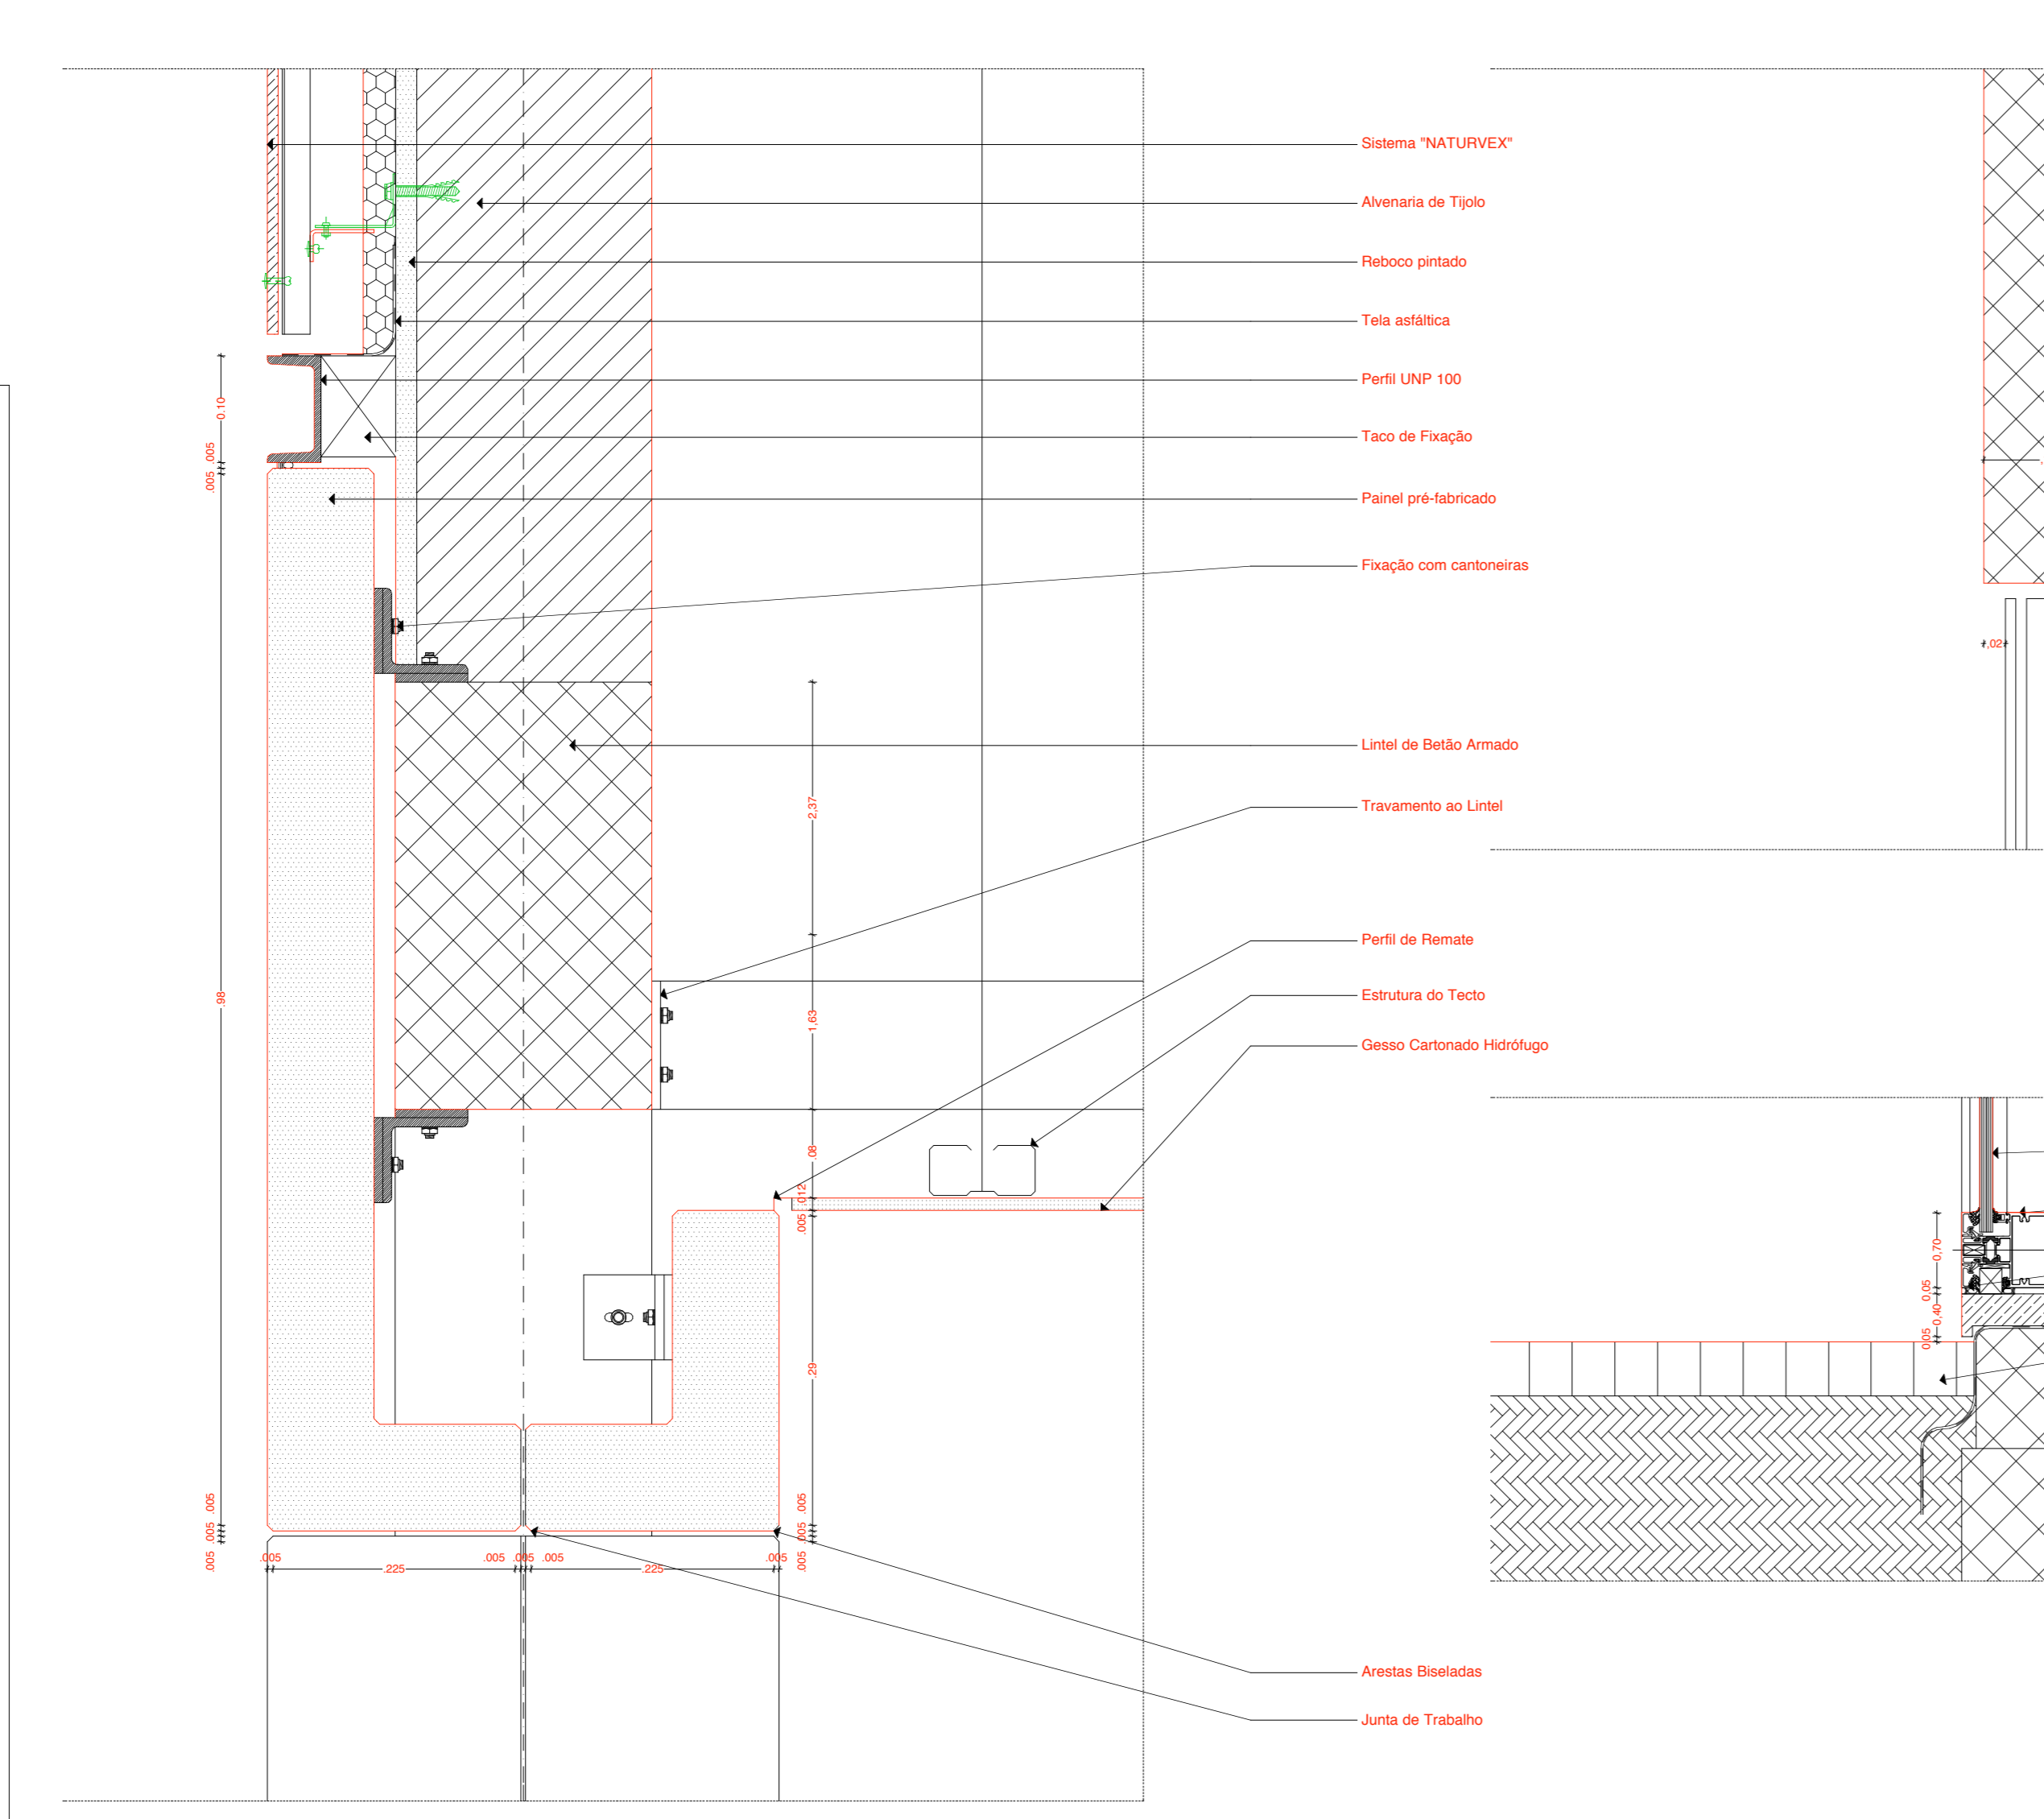 Sistema "NATURVEX"
Alvenaria de Tijolo
Reboco pintado
Tela asfáltica
Perfil UNP 100
Taco de Fixação
Painel pré-fabricado
Fixação com cantoneiras
Lintel de Betão Armado
Travamento ao Lintel
Perfil de Remate
Estrutura do Tecto
Gesso Cartonado Hidrófugo
Arestas Biseladas
Junta de Trabalho
0.10
.005
.005
.98
.005
.005
.005
2,37
1,63
.08
.012
.005
.29
.005
.005
.005
.005
.225
.005
.005
.005
.225
.005
,02
0,70
0,05
0,40
0,05